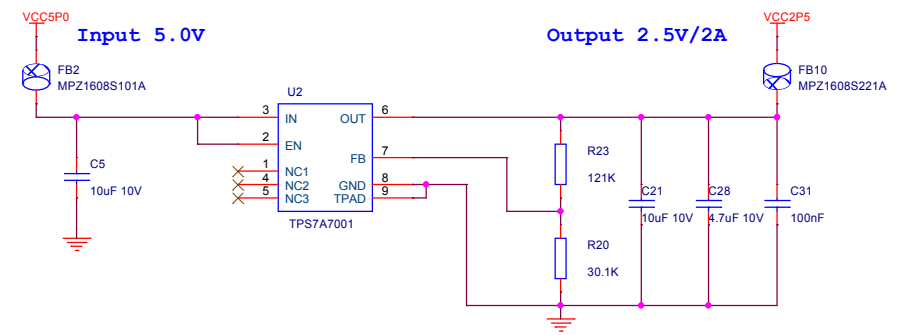 VCC5P0
VCC2P5
Input 5.0V
Output 2.5V/2A
FB2
MPZ1608S101A
FB10
MPZ1608S221A
U2
3
IN
OUT
6
2
EN
FB
7
1
NC1
4
NC2
GND
8
5
NC3
TPAD
9
TPS7A7001
C5
10uF 10V
R23
121K
C21
10uF 10V
C28
4.7uF 10V
C31
100nF
R20
30.1K